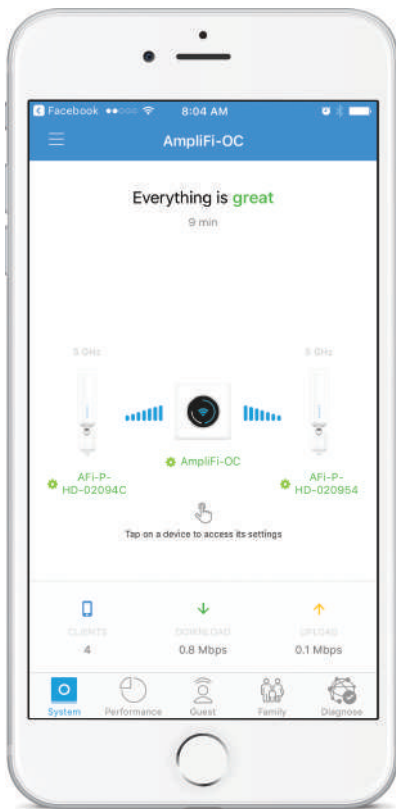 Facebook
8:04 AM
AmpliFi-OC
Everything is great
9 min
5 GHz
5 GHz
AmpliFi-OC
AFi-P-
HD-02094C
AFi-P-
HD-020954
Tap on a device to access its settings
CLIENTS
DOWNLOAD
UPLOAD
4
0.8 Mbps
0.1 Mbps
System
Performance
Guest
Family
Diagnose